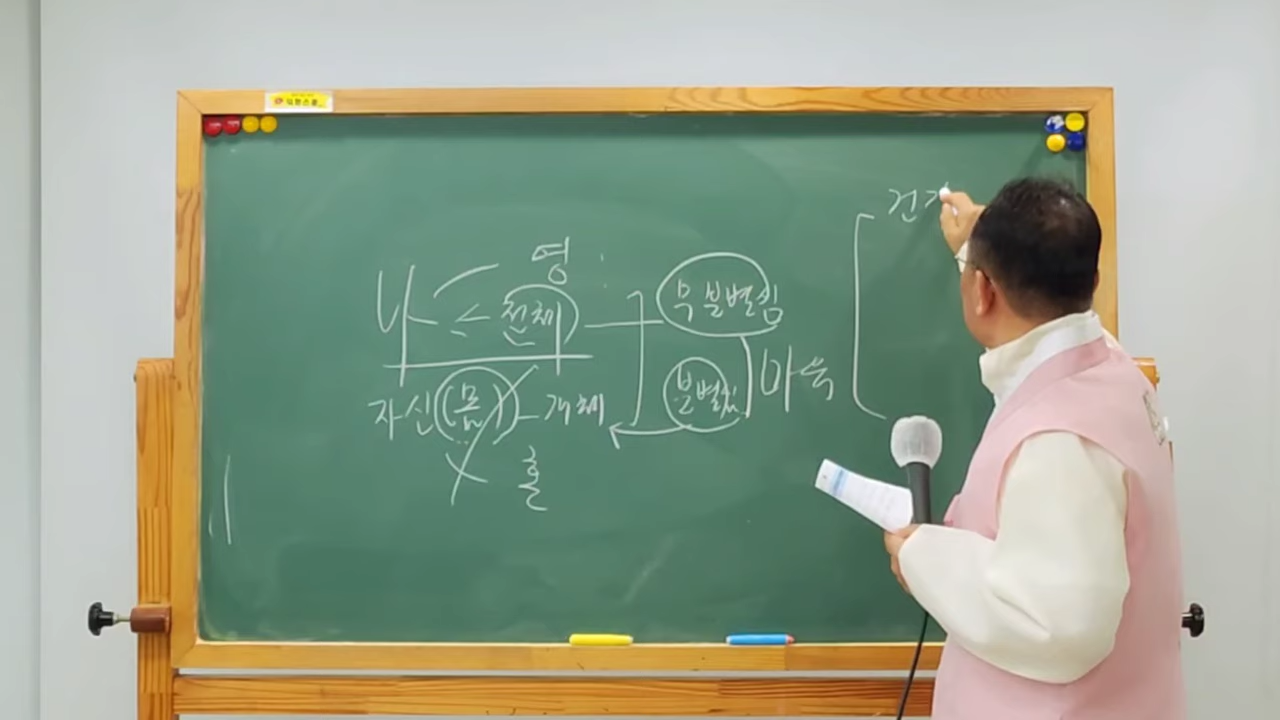 건
영
나 전체 무분별심
분별심 마음
자신(몸) 개체
혼